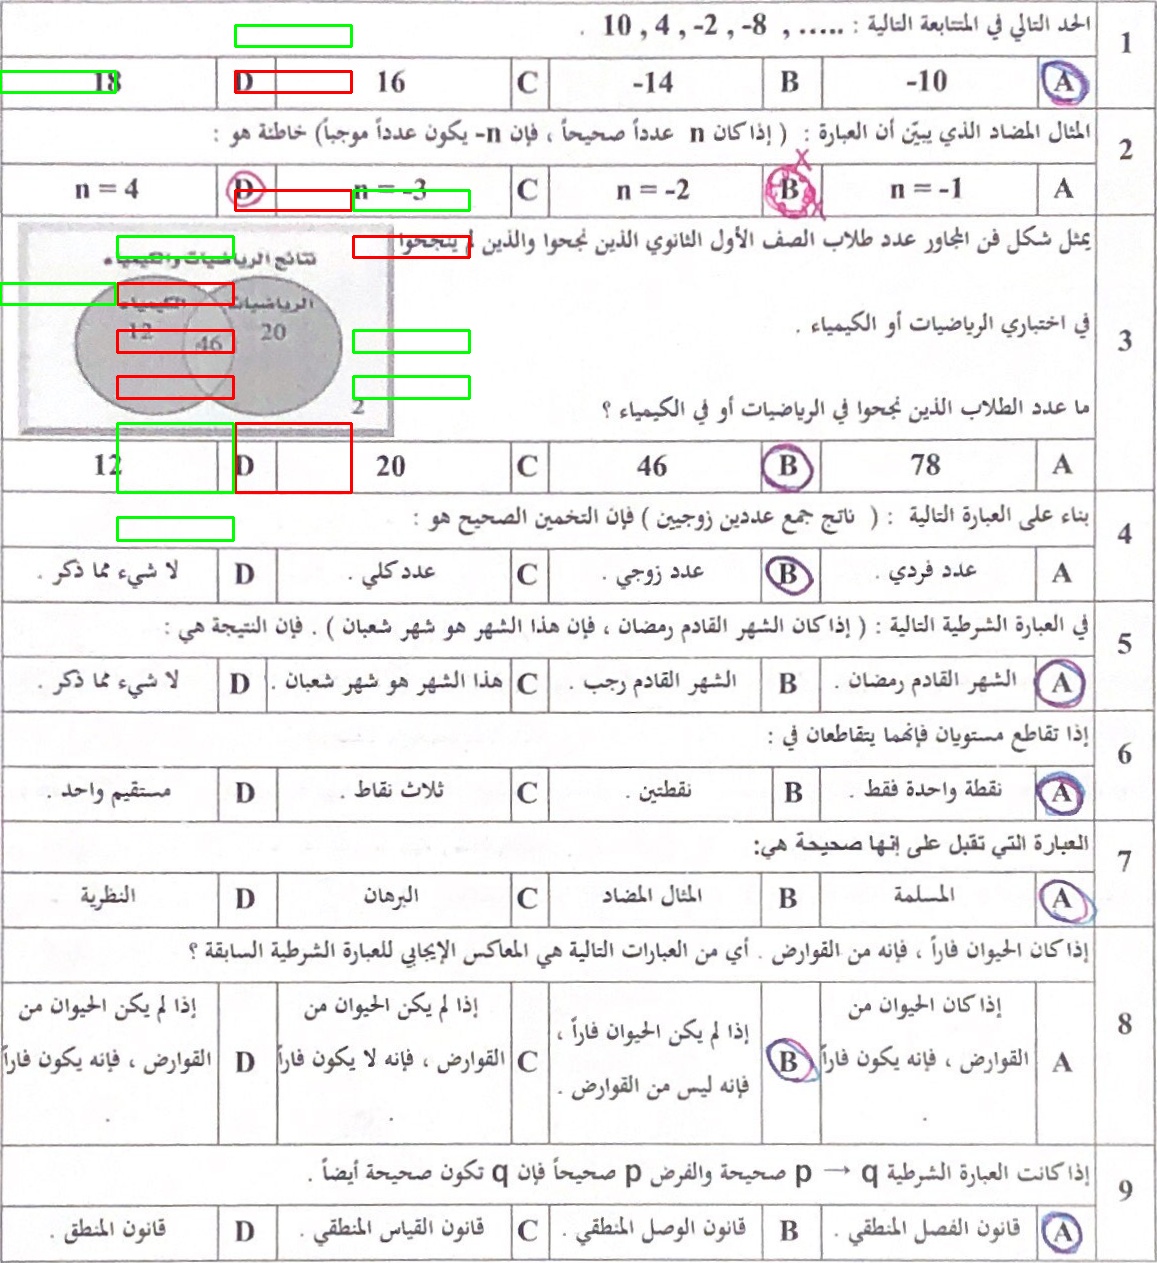 1 الحد التالي في المتتابعة التالية : 10 , 4 , -2 , -8 , ..... .
A -10 B -14 C 16 D 18
2 المثال المضاد الذي يبيّن أن العبارة : ( إذا كان n عدداً صحيحاً ، فإن n- يكون عدداً موجباً) خاطئة هو :
A n = -1 B n = -2 C n = -3 D n = 4
3 يمثل شكل فن المجاور عدد طلاب الصف الأول الثانوي الذين نجحوا والذين لم ينجحوا
في اختباري الرياضيات أو الكيمياء .
ما عدد الطلاب الذين نجحوا في الرياضيات أو في الكيمياء ؟
نتائج الرياضيات والكيمياء
الرياضيات الكيمياء
20 46 12
2
A 78 B 46 C 20 D 12
4 بناء على العبارة التالية : ( ناتج جمع عددين زوجيين ) فإن التخمين الصحيح هو :
A عدد فردي . B عدد زوجي . C عدد كلي . D لا شيء مما ذكر .
5 في العبارة الشرطية التالية : ( إذا كان الشهر القادم رمضان ، فإن هذا الشهر هو شهر شعبان ) . فإن النتيجة هي :
A الشهر القادم رمضان . B الشهر القادم رجب . C هذا الشهر هو شهر شعبان . D لا شيء مما ذكر .
6 إذا تقاطع مستويان فإنهما يتقاطعان في :
A نقطة واحدة فقط . B نقطتين . C ثلاث نقاط . D مستقيم واحد .
7 العبارة التي تقبل على إنها صحيحة هي:
A المسلمة B المثال المضاد C البرهان D النظرية
8 إذا كان الحيوان فاراً ، فإنه من القوارض . أي من العبارات التالية هي المعاكس الإيجابي للعبارة الشرطية السابقة ؟
A إذا كان الحيوان من
القوارض ، فإنه يكون فاراً
.
B إذا لم يكن الحيوان فاراً ،
فإنه ليس من القوارض .
C إذا لم يكن الحيوان من
القوارض ، فإنه لا يكون فاراً
.
D إذا لم يكن الحيوان من
القوارض ، فإنه يكون فاراً
.
9 إذا كانت العبارة الشرطية p → q صحيحة والفرض p صحيحاً فإن q تكون صحيحة أيضاً .
A قانون الفصل المنطقي . B قانون الوصل المنطقي . C قانون القياس المنطقي . D قانون المنطق .